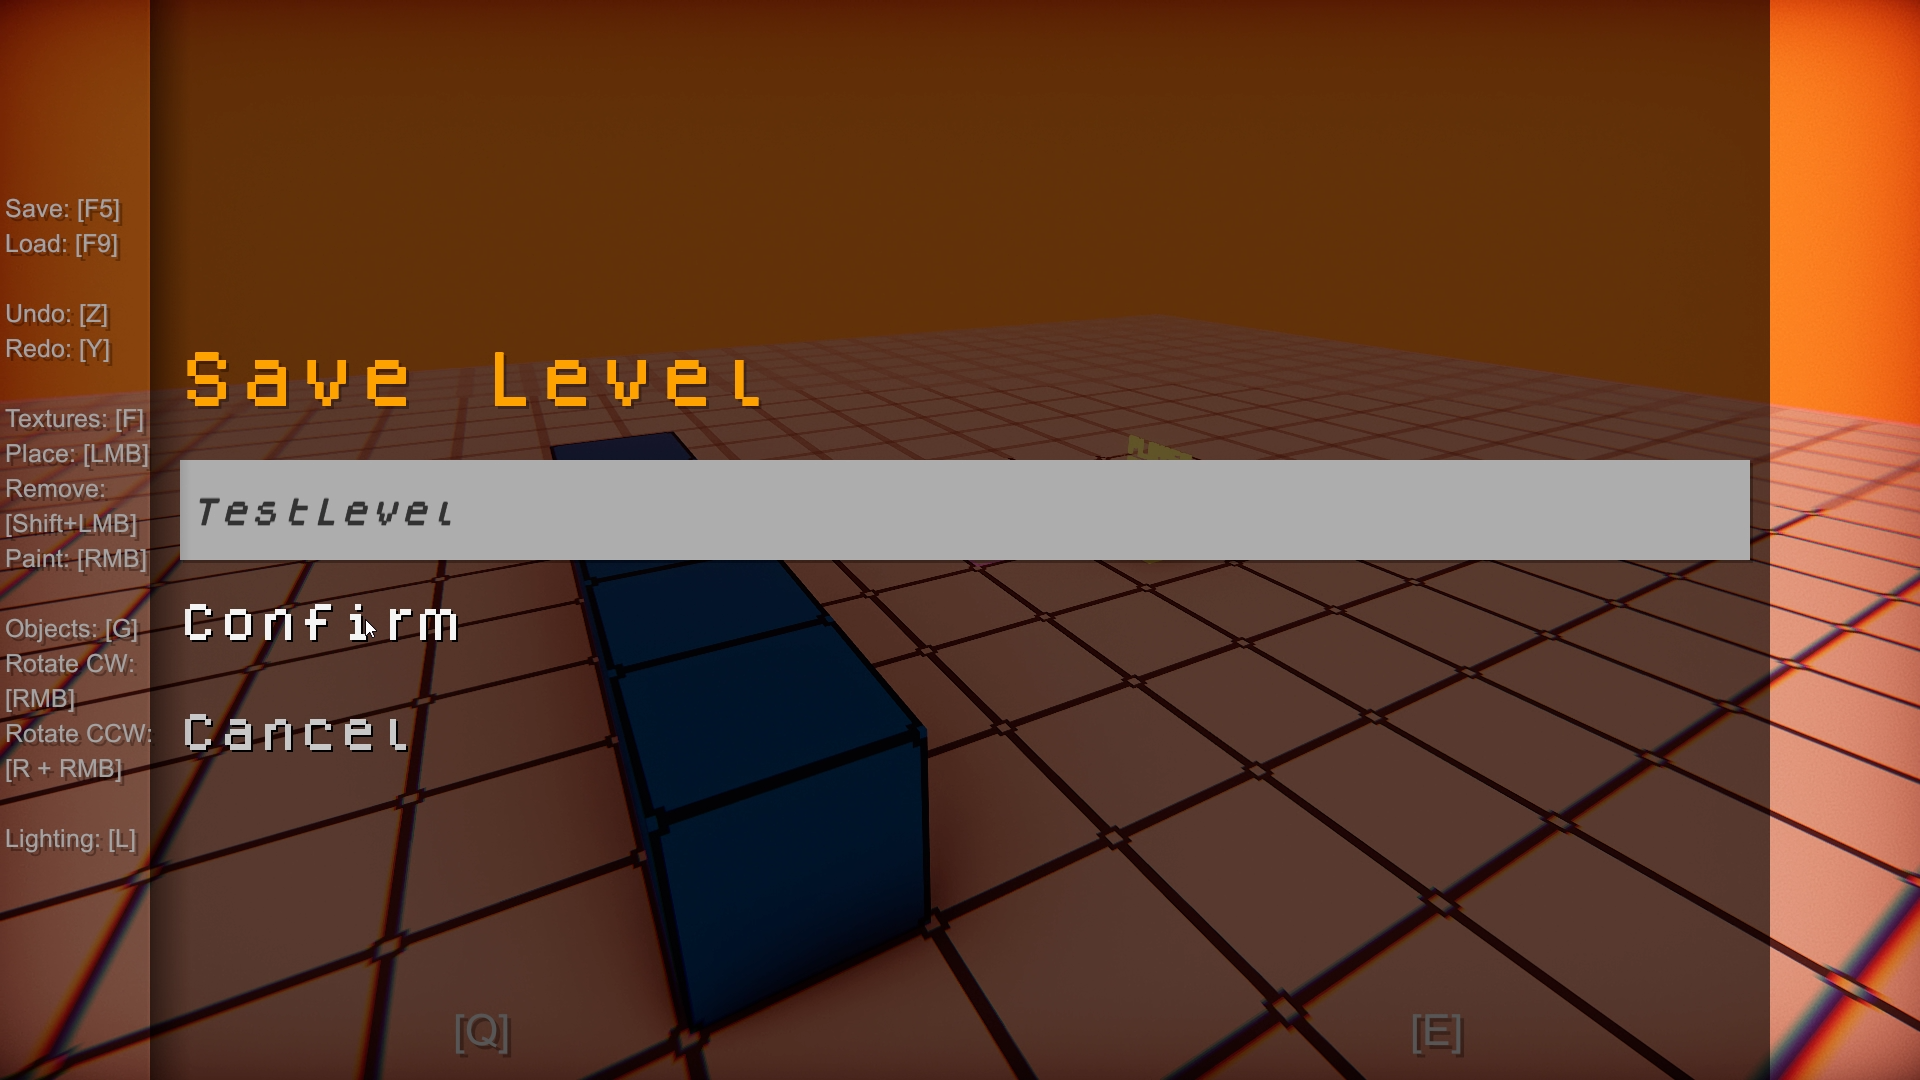 Save: [F5]
Load: [F9]
Undo: [Z]
Redo: [Y]
Textures: [F]
Place: [LMB]
Remove:
[Shift+LMB]
Paint: [RMB]
Objects: [G]
Rotate CW:
[RMB]
Rotate CCW:
[R + RMB]
Lighting: [L]
Save Level
TestLevel
Confirm
Cancel
[Q]
[E]